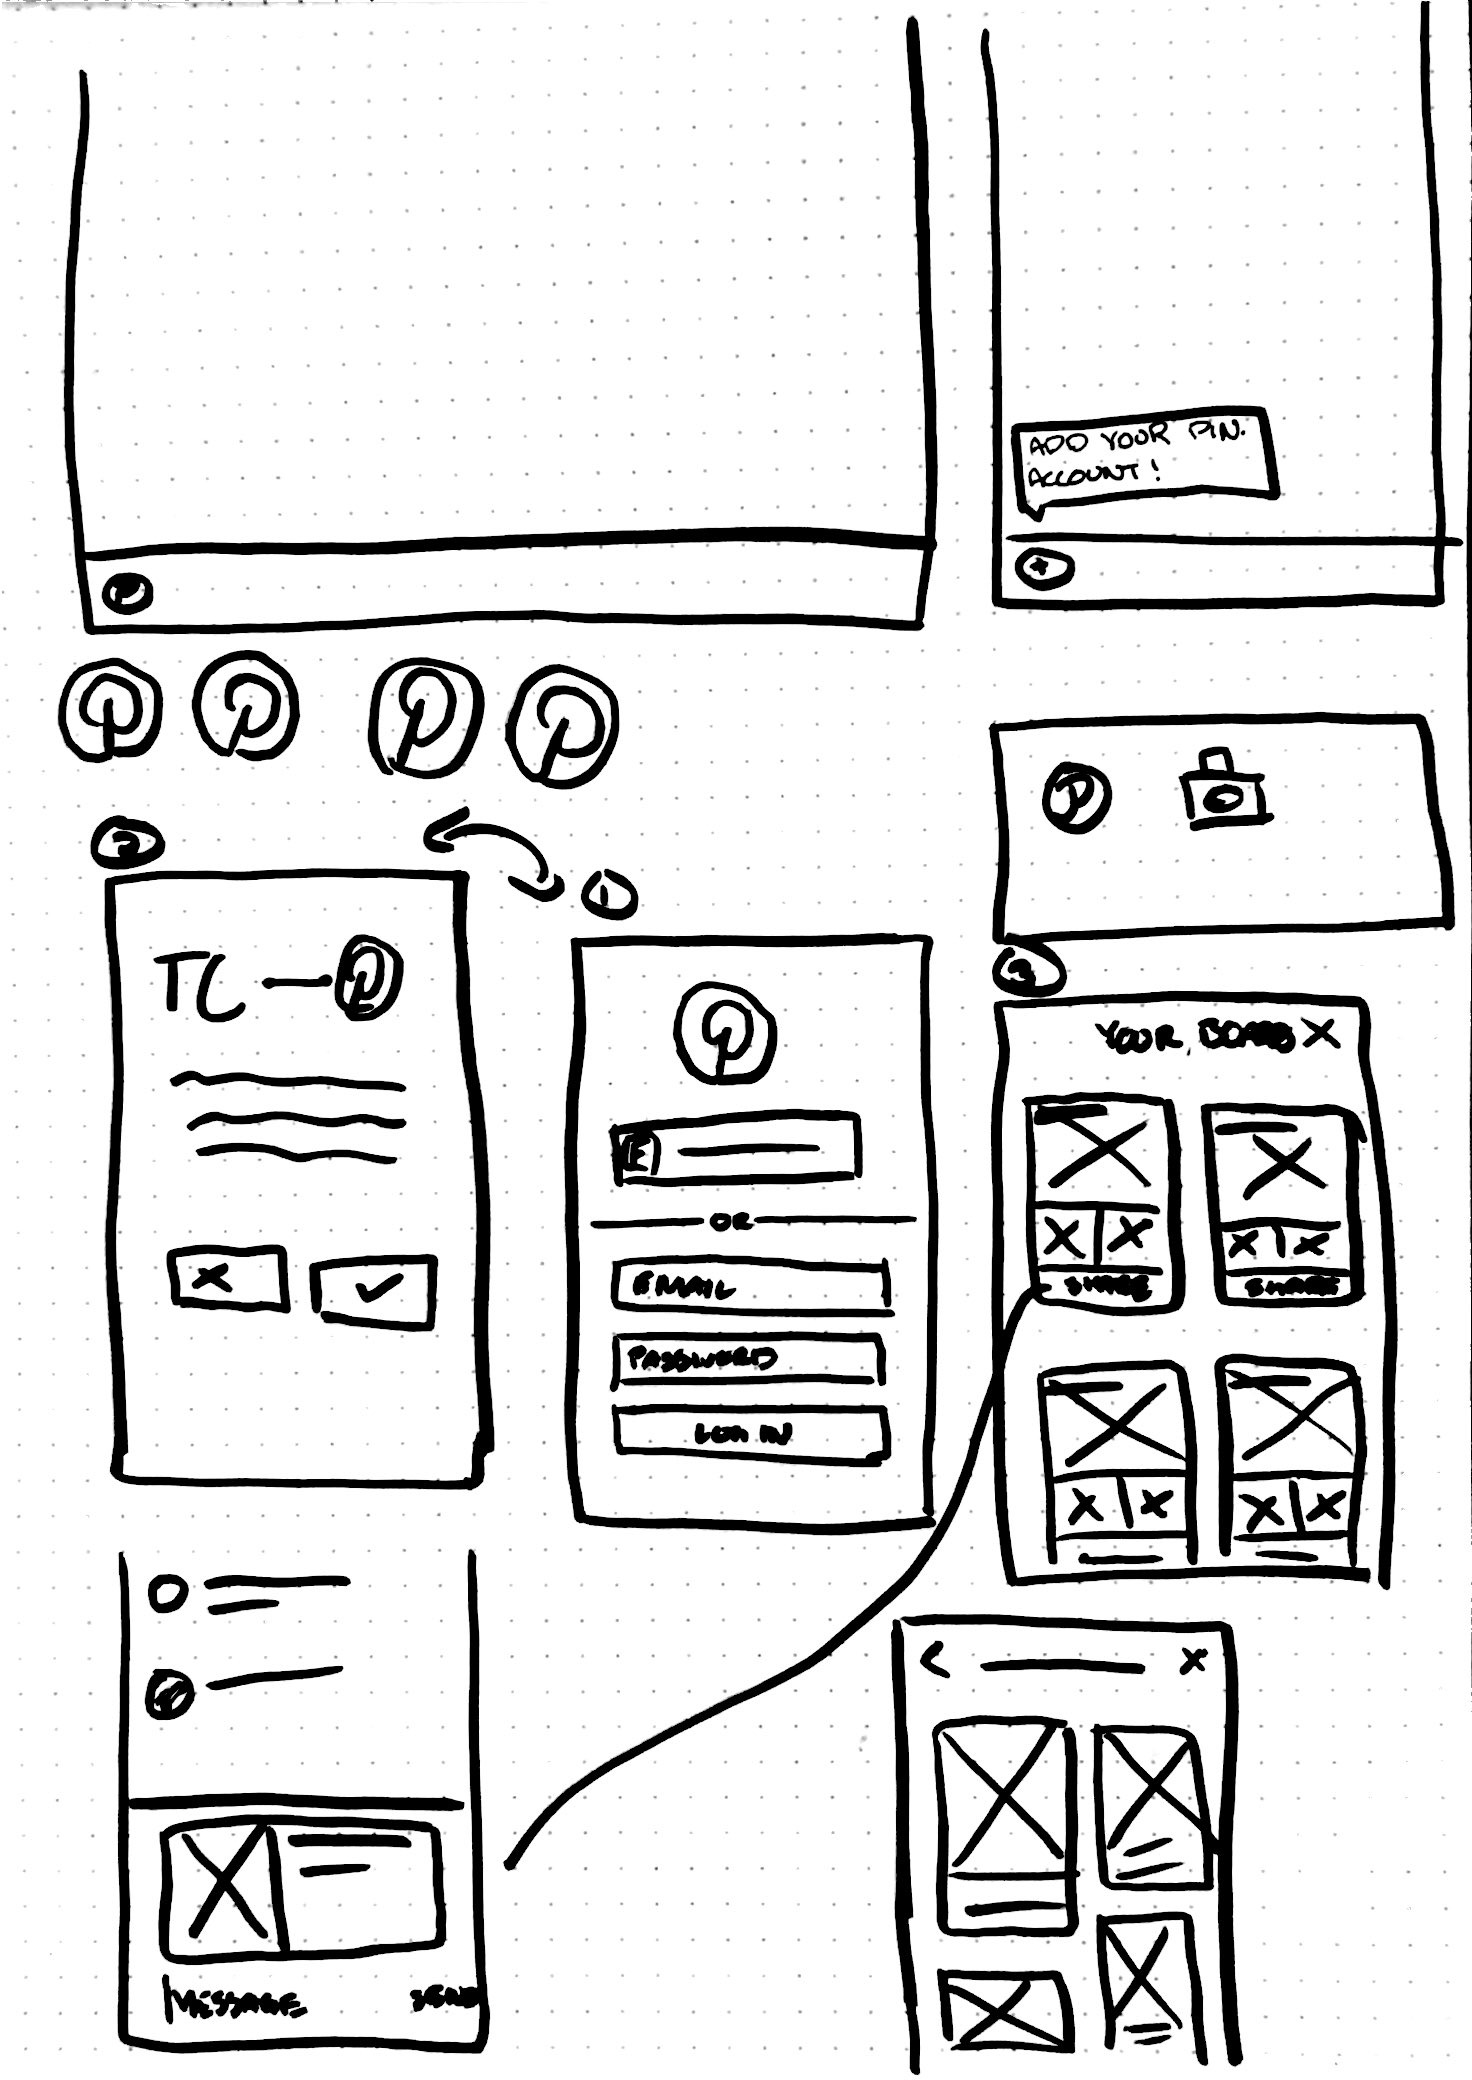 ADD YOUR PIN.
ACCOUNT!
P
P P P P
P
2
1
3
TC P
P
YOUR BOARD X
OR
EMAIL
PASSWORD
LOG IN
SHARE SHARE
MESSAGE SEND